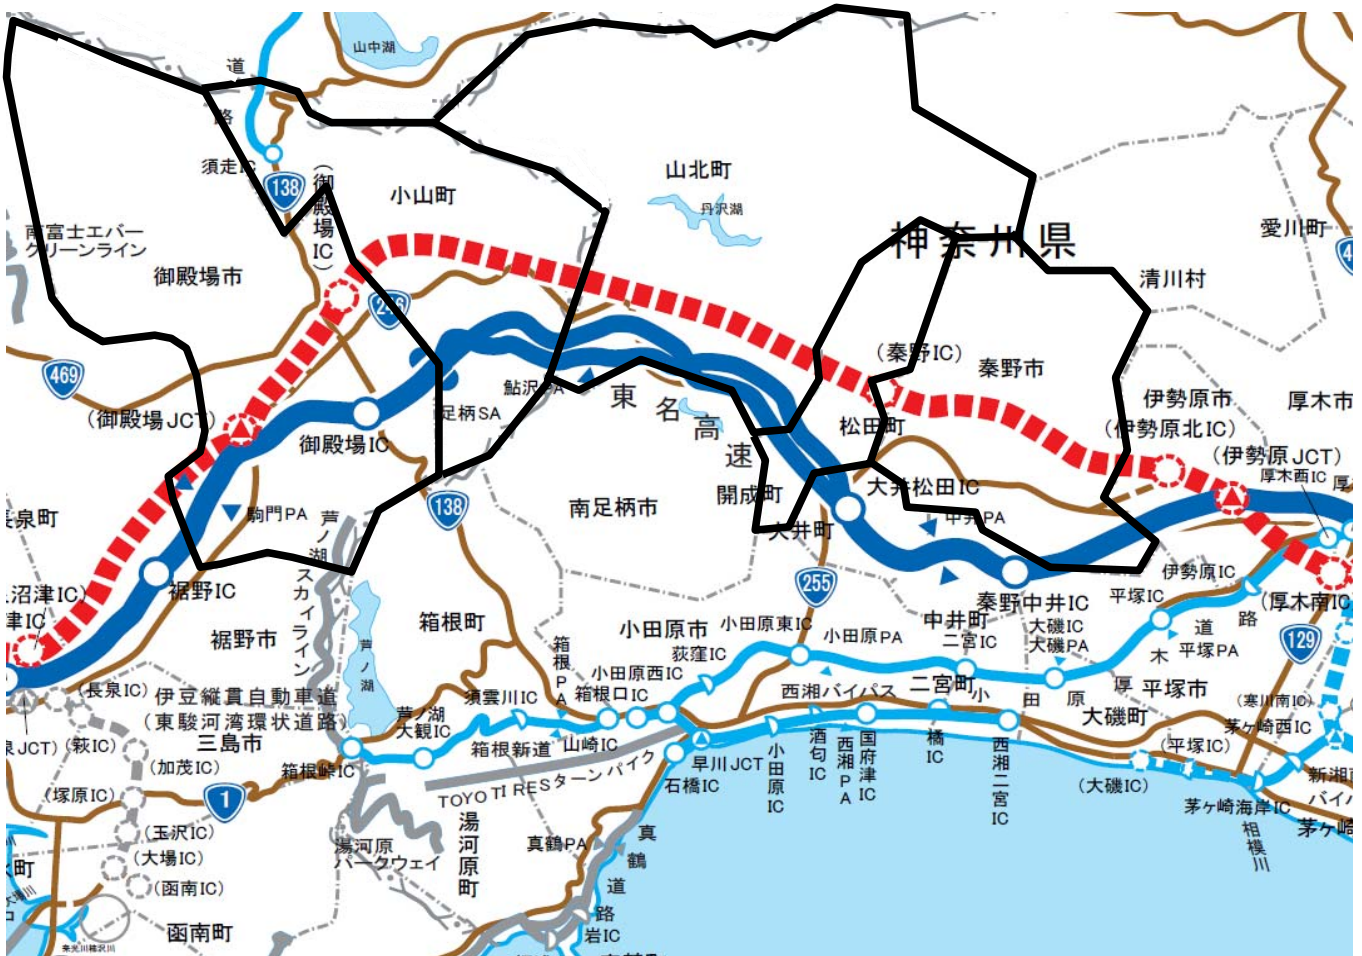 山中湖
道
路
須走IC
138
(御殿場IC)
小山町
山北町
丹沢湖
神奈川県
愛川町
清川村
南富士エバー
グリーンライン
御殿場市
246
469
(秦野IC)
秦野市
伊勢原市
厚木市
(伊勢原北IC)
(伊勢原JCT)
厚木西IC
(御殿場JCT)
御殿場IC
足柄SA
鮎沢PA
東名高速
松田町
開成町
大井松田IC
南足柄市
大井町
中井PA
駒門PA
138
芦ノ湖スカイライン
255
裾野IC
裾野市
箱根町
芦ノ湖
小田原市
小田原東IC
荻窪IC
小田原PA
中井町
二宮IC
秦野中井IC
大磯IC
大磯PA
平塚IC
伊勢原IC
(厚木南IC)
129
平塚PA
小田原厚木道路
(長泉IC)
伊豆縦貫自動車道
(東駿河湾環状道路)
三島市
(萩IC)
(加茂IC)
(塚原IC)
(玉沢IC)
(大場IC)
(函南IC)
函南町
1
箱根峠IC
芦ノ湖
大観IC
須雲川IC
箱根新道
山崎IC
箱根PA
小田原西IC
箱根口IC
TOYO TIRESターンパイク
湯河原
パークウェイ
湯河原町
真鶴PA
真鶴道路
岩IC
石橋IC
早川JCT
小田原IC
西湘バイパス
酒匂IC
西湘PA
国府津IC
橘IC
二宮町
西湘二宮IC
大磯町
平塚市
(大磯IC)
(平塚IC)
(寒川南IC)
茅ヶ崎西IC
茅ヶ崎海岸IC
相模川